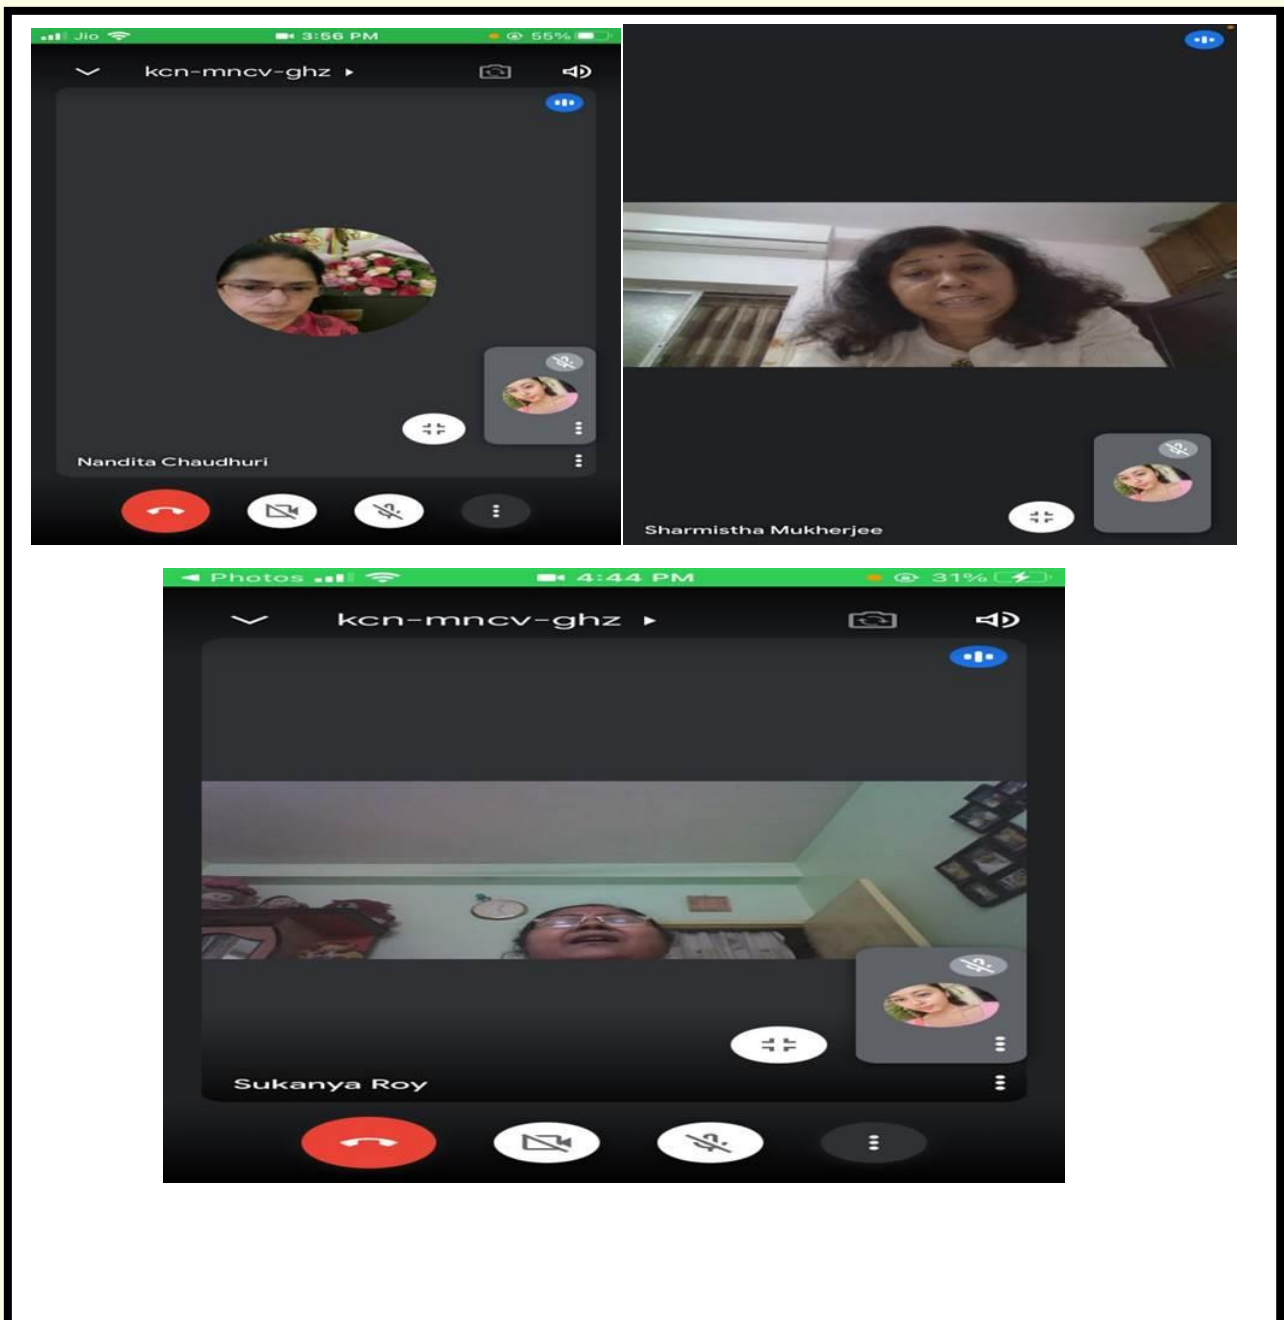 Jio 3:56 PM 55%
kcn-mncv-ghz
Nandita Chaudhuri
Sharmistha Mukherjee
Photos 4:44 PM 31%
kcn-mncv-ghz
Sukanya Roy